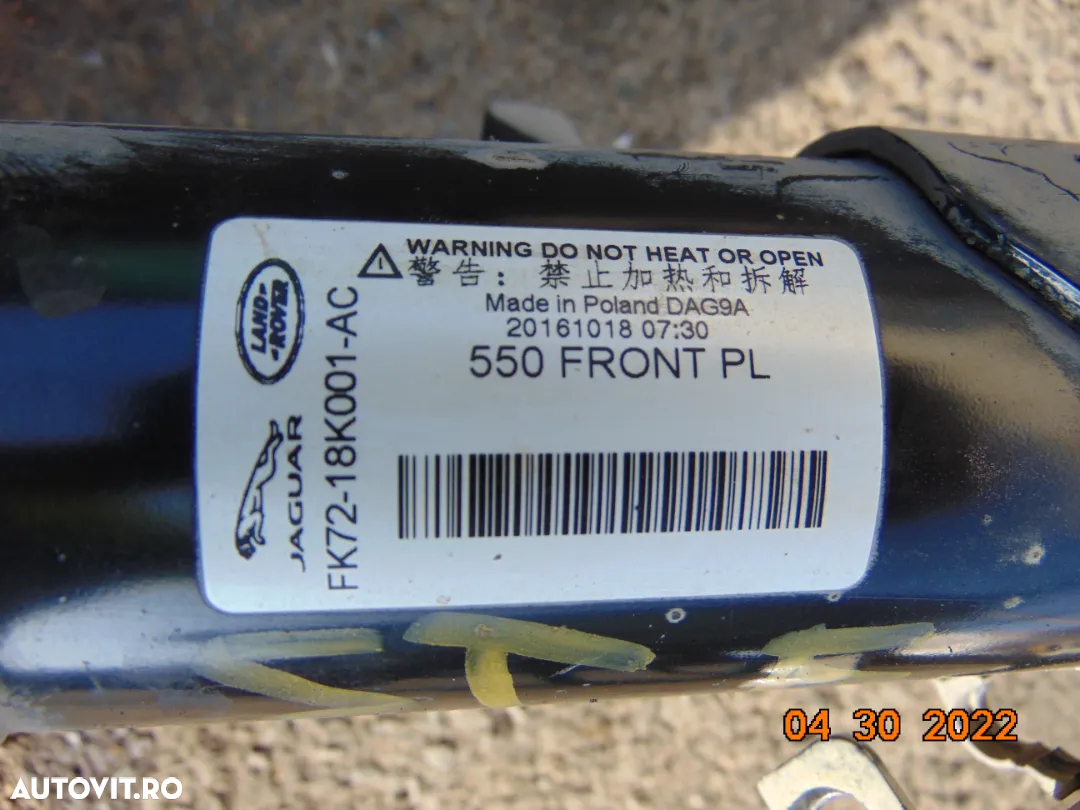 WARNING DO NOT HEAT OR OPEN
警告：禁止加热和拆解
Made in Poland DAG9A
20161018 07:30
550 FRONT PL
LAND-
-ROVER
JAGUAR
FK72-18K001-AC
04 30 2022
AUTOVIT.RO